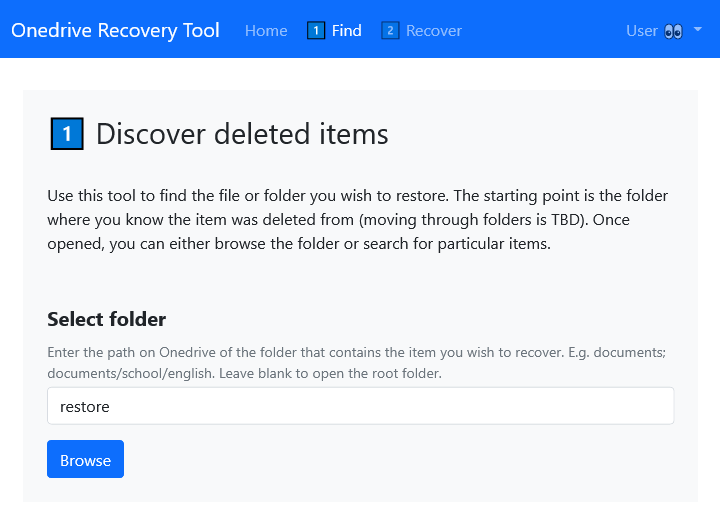 Onedrive Recovery Tool Home 1 Find 2 Recover User
1 Discover deleted items
Use this tool to find the file or folder you wish to restore. The starting point is the folder
where you know the item was deleted from (moving through folders is TBD). Once
opened, you can either browse the folder or search for particular items.
Select folder
Enter the path on Onedrive of the folder that contains the item you wish to recover. E.g. documents;
documents/school/english. Leave blank to open the root folder.
restore
Browse